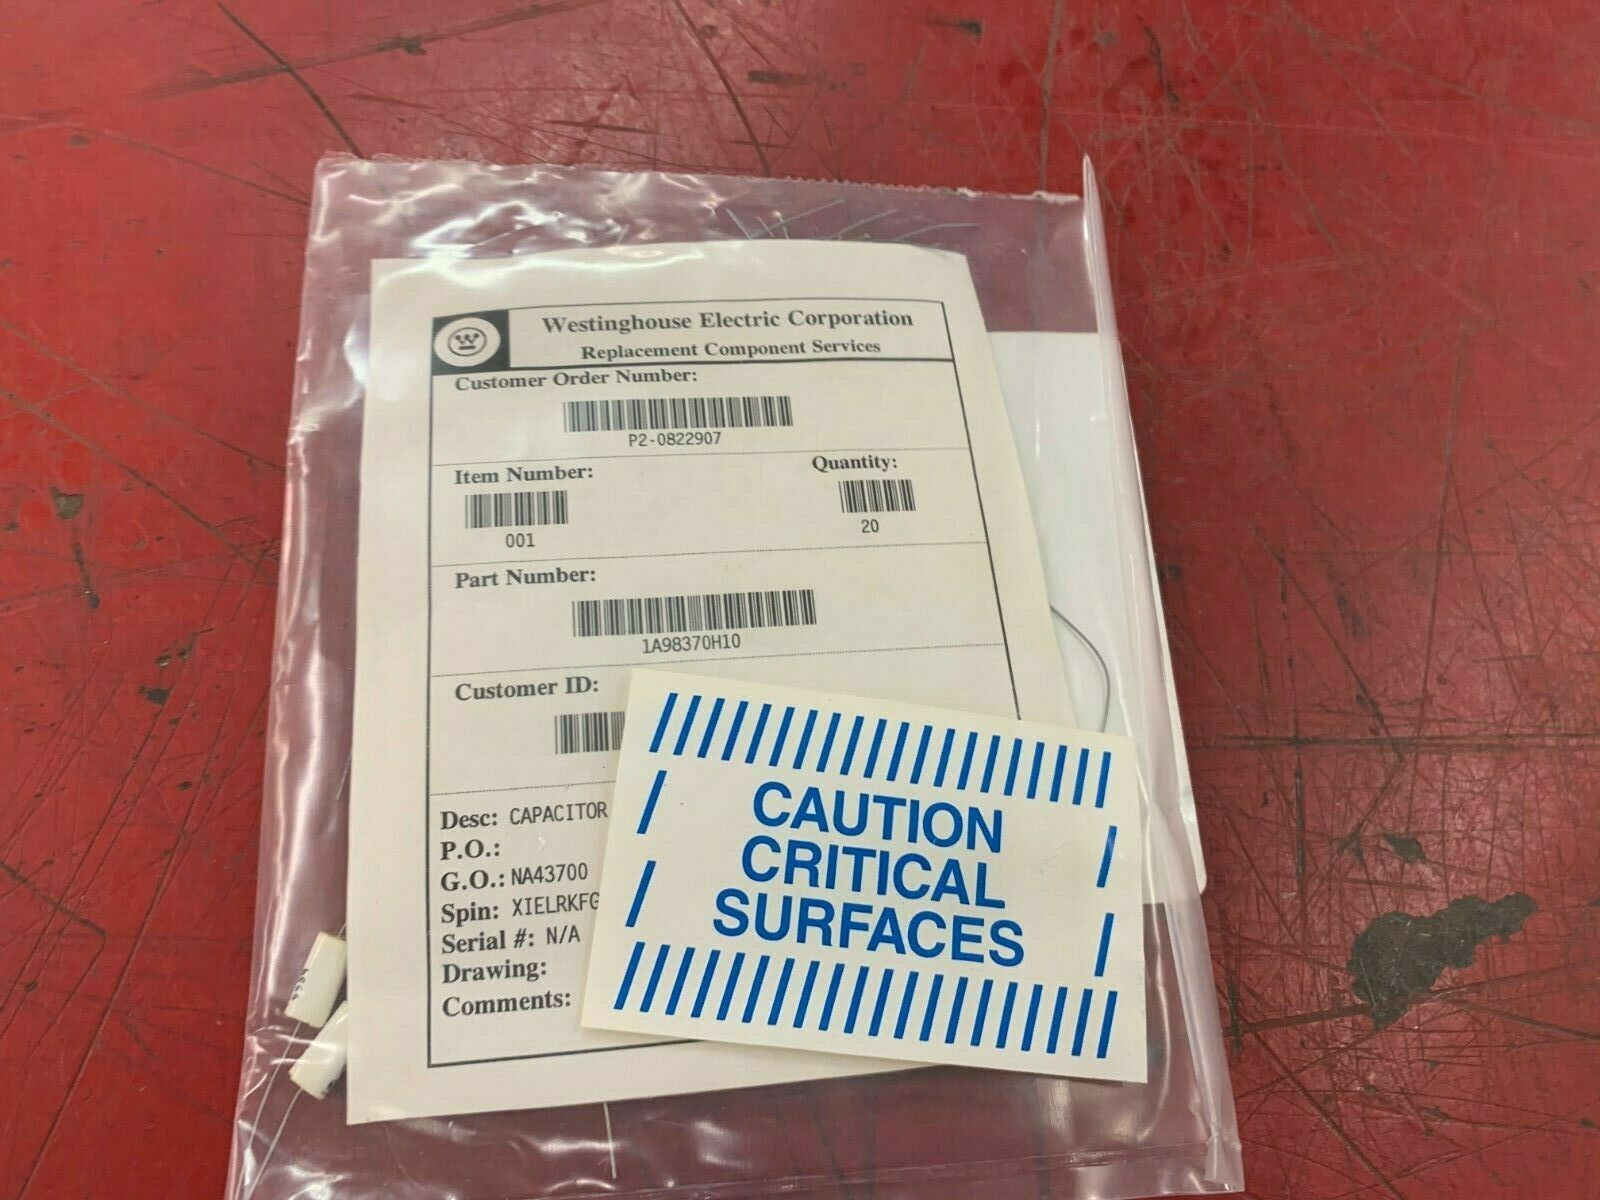 W
Westinghouse Electric Corporation
Replacement Component Services
Customer Order Number:
P2-0822907
Item Number:
Quantity:
001
20
Part Number:
1A98370H10
Customer ID:
Desc: CAPACITOR
P.O.:
G.O.: NA43700
Spin: XIELRKFG
Serial #: N/A
Drawing:
Comments:
CAUTION
CRITICAL
SURFACES